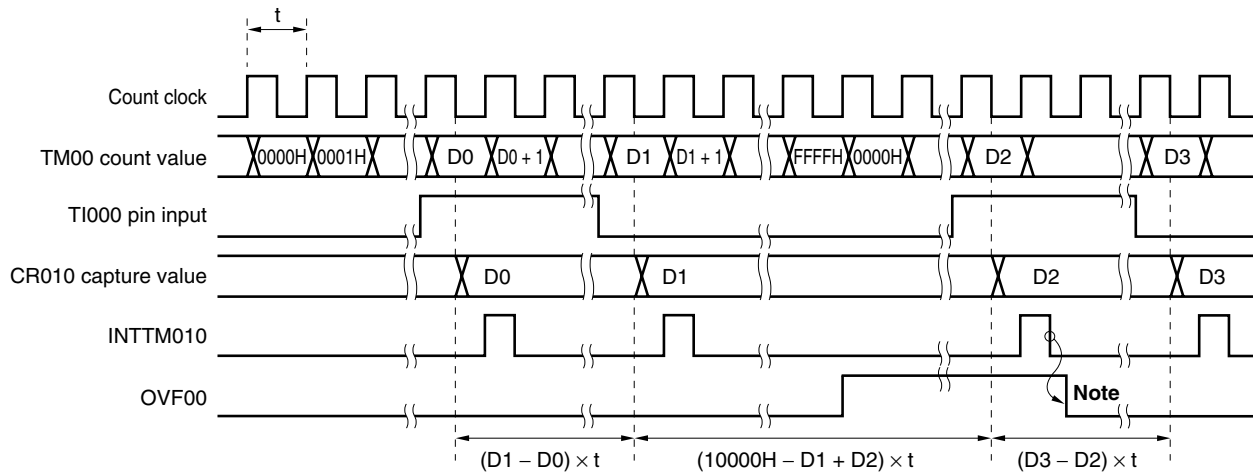 t
Count clock
TM00 count value 0000H 0001H D0 D0 + 1 D1 D1 + 1 FFFFH 0000H D2 D3
TI000 pin input
CR010 capture value D0 D1 D2 D3
INTTM010
OVF00 Note
(D1 − D0) × t (10000H − D1 + D2) × t (D3 − D2) × t